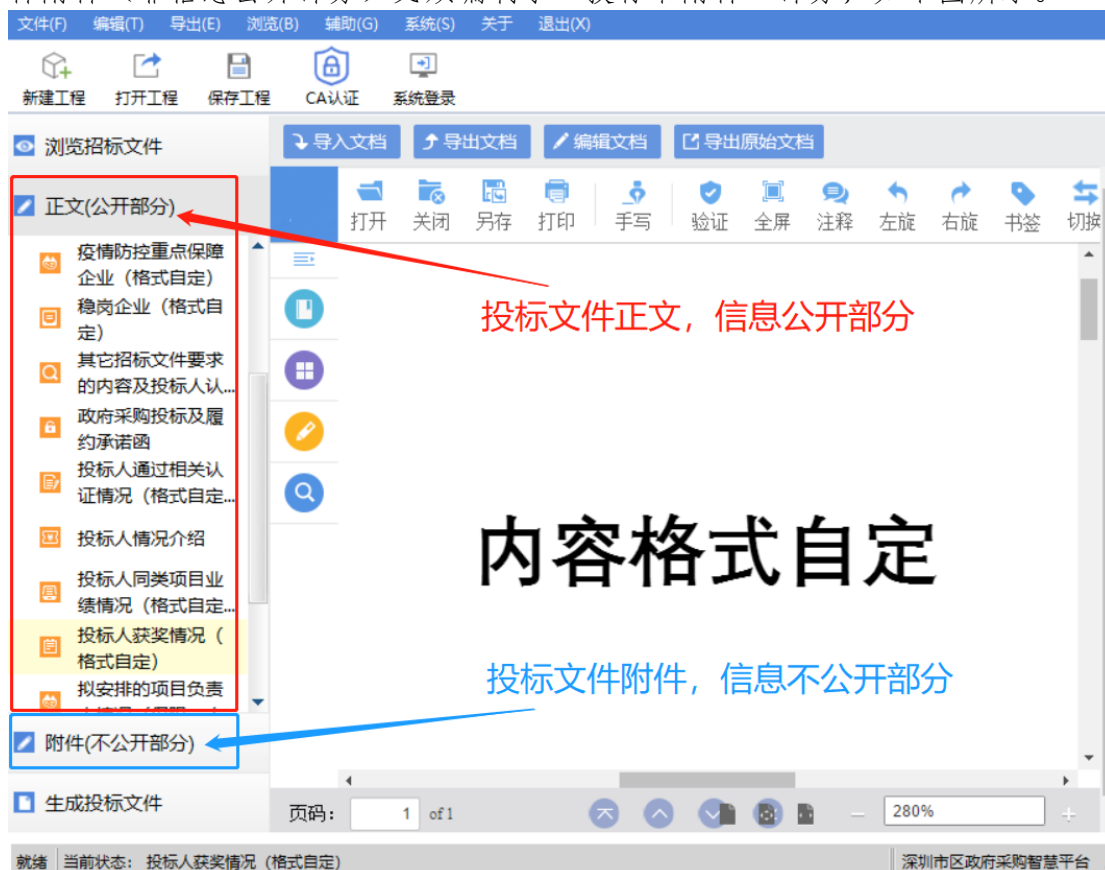 文件(F) 编辑(T) 导出(E) 浏览(B) 辅助(G) 系统(S) 关于 退出(X)
新建工程 打开工程 保存工程 CA认证 系统登录
浏览招标文件
导入文档 导出文档 编辑文档 导出原始文档
正文(公开部分)
打开 关闭 另存 打印 手写 验证 全屏 注释 左旋 右旋 书签 切换
疫情防控重点保障
企业（格式自定）
稳岗企业（格式自
定）
其它招标文件要求
的内容及投标人认...
政府采购投标及履
约承诺函
投标人通过相关认
证情况（格式自定...
投标人情况介绍
投标人同类项目业
绩情况（格式自定...
投标人获奖情况（
格式自定）
拟安排的项目负责
投标文件正文，信息公开部分
内容格式自定
投标文件附件，信息不公开部分
附件(不公开部分)
生成投标文件
页码: 1 of 1 280%
就绪 当前状态: 投标人获奖情况（格式自定） 深圳市区政府采购智慧平台